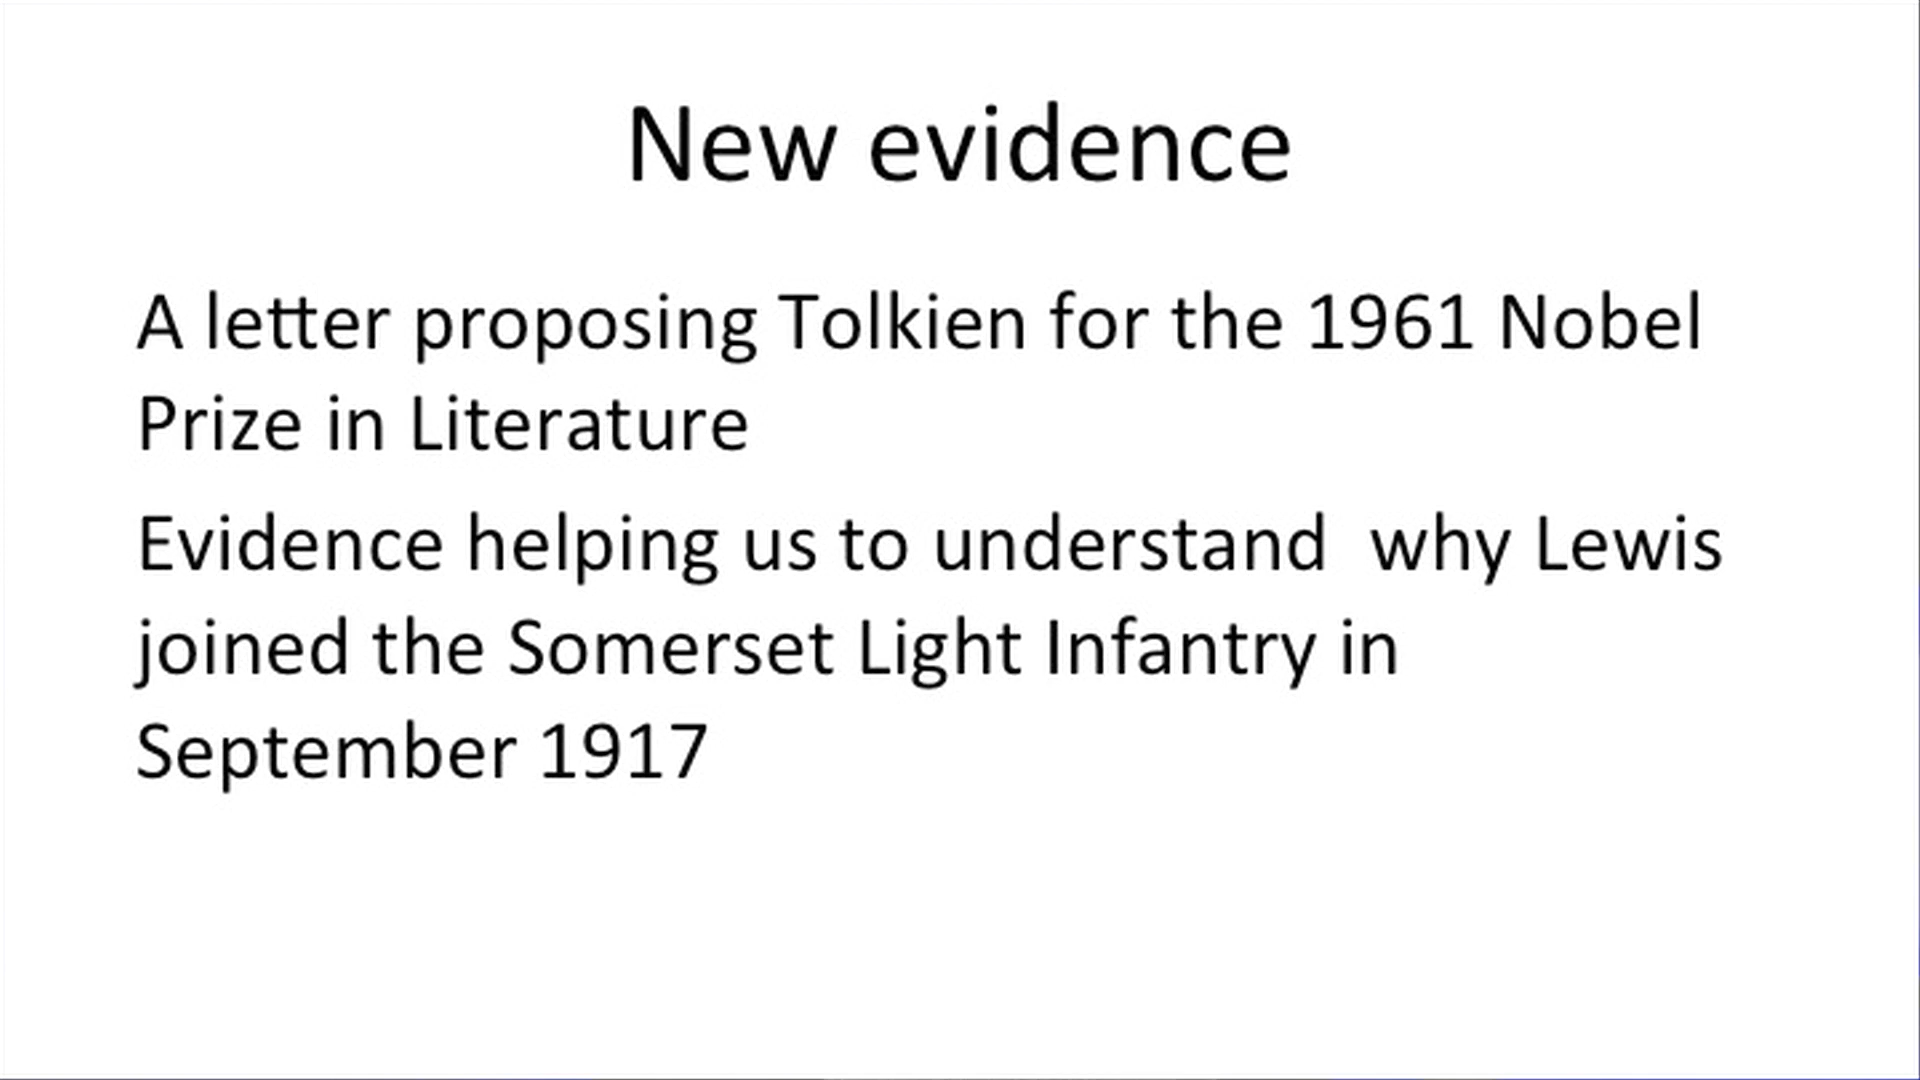 New evidence
A letter proposing Tolkien for the 1961 Nobel
Prize in Literature
Evidence helping us to understand  why Lewis
joined the Somerset Light Infantry in
September 1917